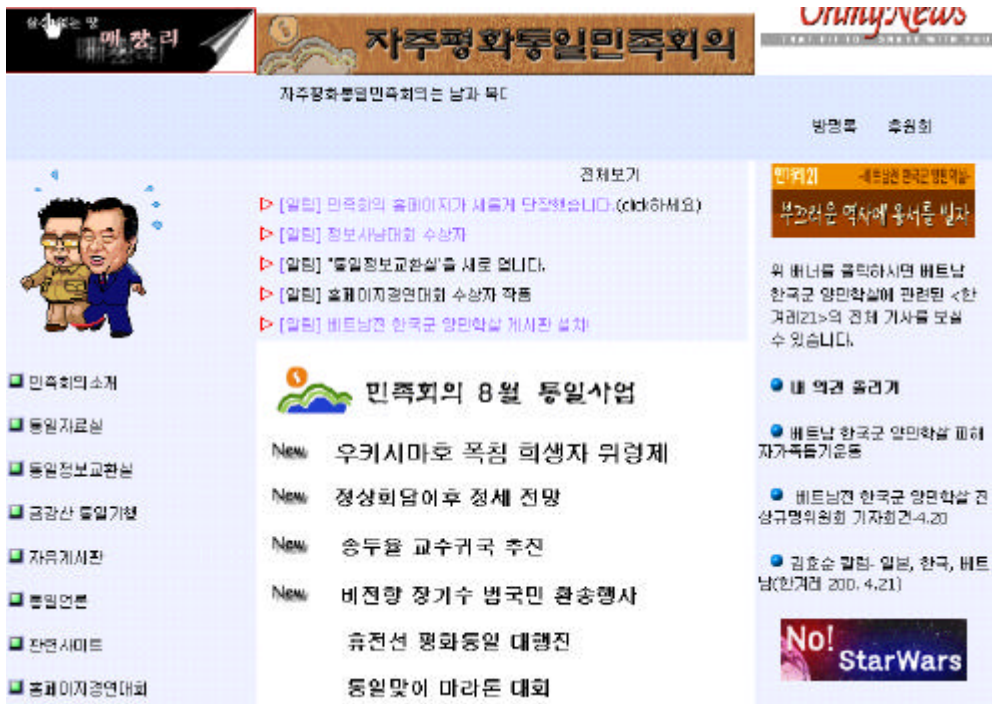 매향리
자주평화통일민족회의
OhmyNews
자주평화통일민족회의는 남과 북
방명록 후원회
전체보기
[알림] 민족회의 홈페이지가 새롭게 단장했습니다.(click하세요)
[알림] 정보사냥대회 수상자
[알림] "통일정보교환실"을 새로 엽니다.
[알림] 홈페이지경연대회 수상자 작품
[알림] 베트남전 한국군 양민학살 게시판 설치!
민족회의소개
통일자료실
통일정보교환실
금강산 통일기행
자유게시판
통일언론
관련사이트
홈페이지경연대회
민족회의 8월 통일사업
New 우키시마호 폭침 희생자 위령제
New 정상회담이후 정세 전망
New 송두율 교수귀국 추진
New 비전향 장기수 범국민 환송행사
휴전선 평화통일 대행진
통일맞이 마라톤 대회
-베트남전 한국군 양민학살-
부끄러운 역사에 용서를 빌자
위 배너를 클릭하시면 베트남
한국군 양민학살에 관련된 <한
겨레21>의 전체 기사를 보실
수 있습니다.
내 의견 올리기
베트남 한국군 양민학살 피해
자가족돕기운동
베트남전 한국군 양민학살 진
상규명위원회 기자회견-4.20
김효순 칼럼- 일본, 한국, 베트
남(한겨레 200. 4.21)
No!
StarWars